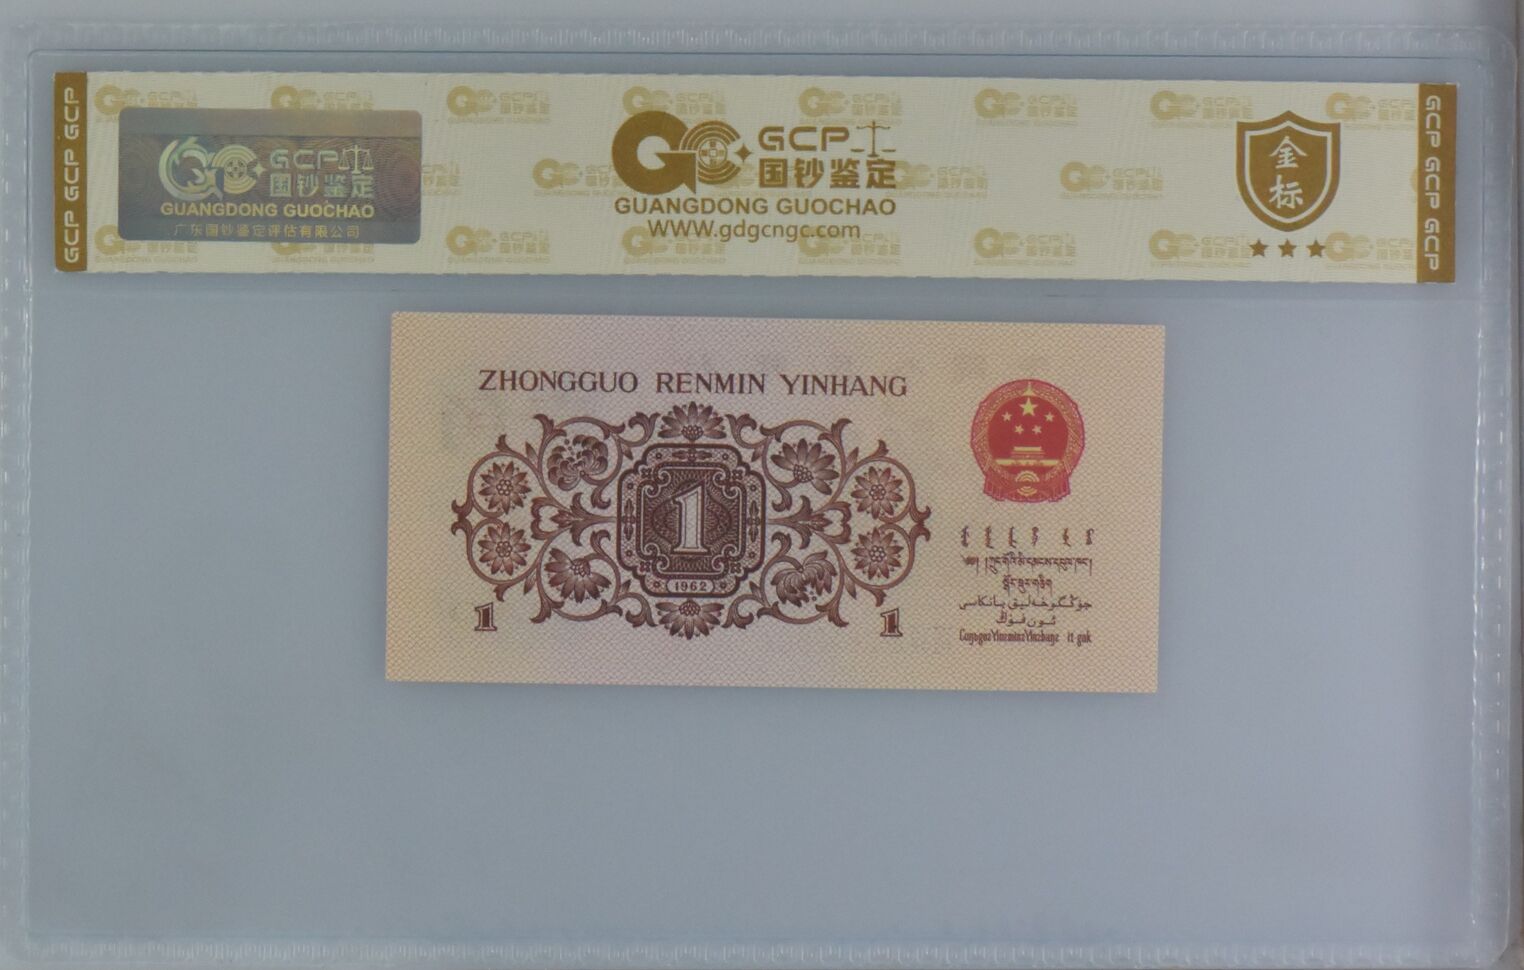 GCP GCP GCP
GCP
国钞鉴定
GUANGDONG GUOCHAO
广东国钞鉴定评估有限公司
GCP
国钞鉴定
GUANGDONG GUOCHAO
WWW.gdgcngc.com
金标
GCP GCP GCP GCP
ZHONGGUO RENMIN YINHANG
1
(1962)
1
1